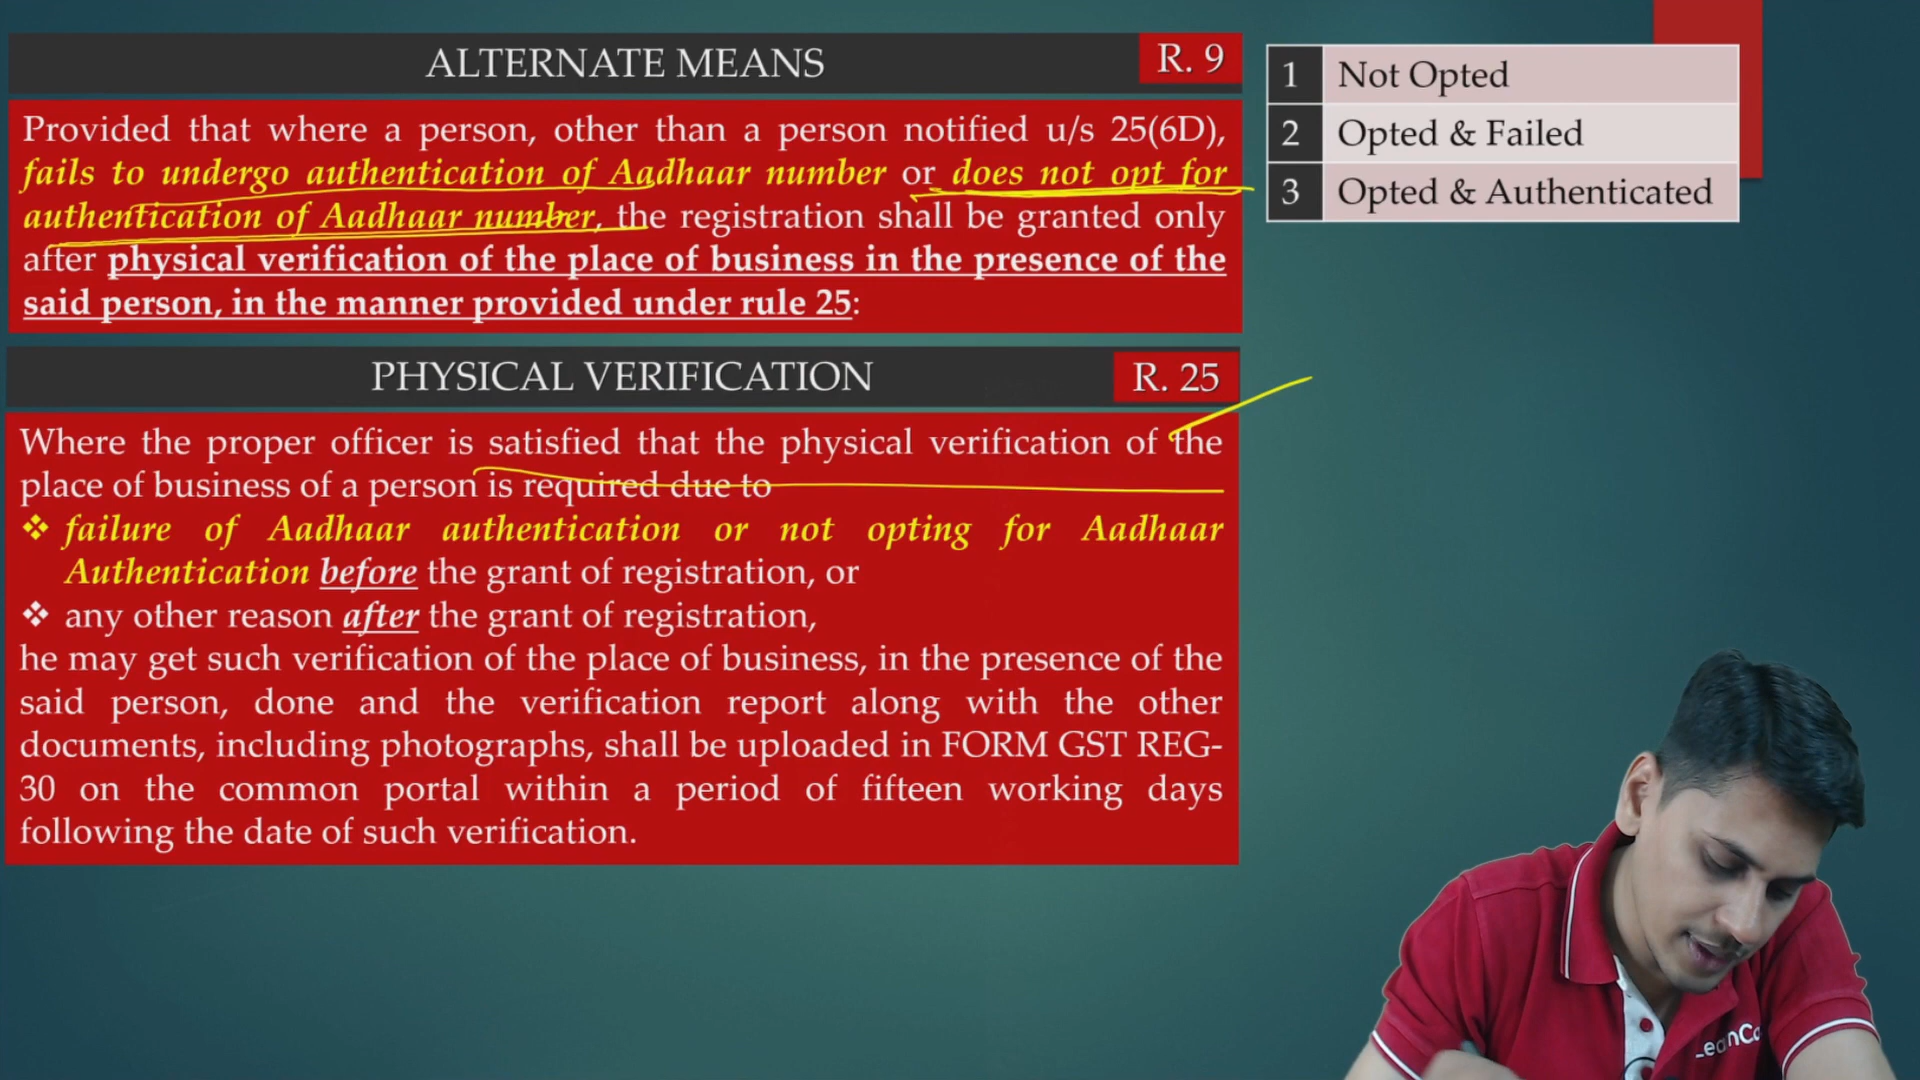 ALTERNATE MEANS
R. 9
Provided that where a person, other than a person notified u/s 25(6D),
fails to undergo authentication of Aadhaar number or does not opt for
authentication of Aadhaar number, the registration shall be granted only
after physical verification of the place of business in the presence of the
said person, in the manner provided under rule 25:
1 Not Opted
2 Opted & Failed
3 Opted & Authenticated
PHYSICAL VERIFICATION
R. 25
Where the proper officer is satisfied that the physical verification of the
place of business of a person is required due to
❖ failure of Aadhaar authentication or not opting for Aadhaar
Authentication before the grant of registration, or
❖ any other reason after the grant of registration,
he may get such verification of the place of business, in the presence of the
said person, done and the verification report along with the other
documents, including photographs, shall be uploaded in FORM GST REG-
30 on the common portal within a period of fifteen working days
following the date of such verification.